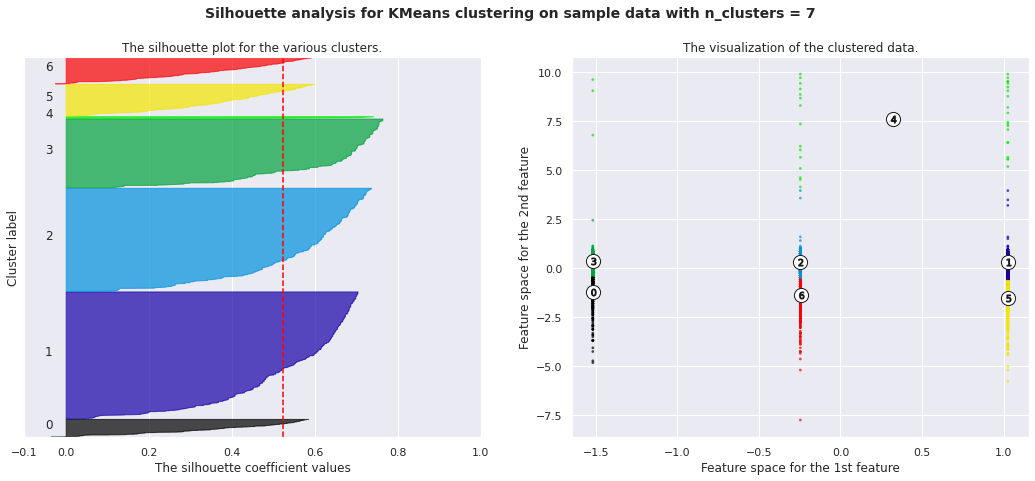 Silhouette analysis for KMeans clustering on sample data with n_clusters = 7
The silhouette plot for the various clusters.
6
5
4
3
2
1
0
Cluster label
−0.1 0.0 0.2 0.4 0.6 0.8 1.0
The silhouette coefficient values
The visualization of the clustered data.
10.0
7.5
5.0
2.5
0.0
−2.5
−5.0
−7.5
Feature space for the 2nd feature
4
3 2 1
0 6 5
−1.5 −1.0 −0.5 0.0 0.5 1.0
Feature space for the 1st feature